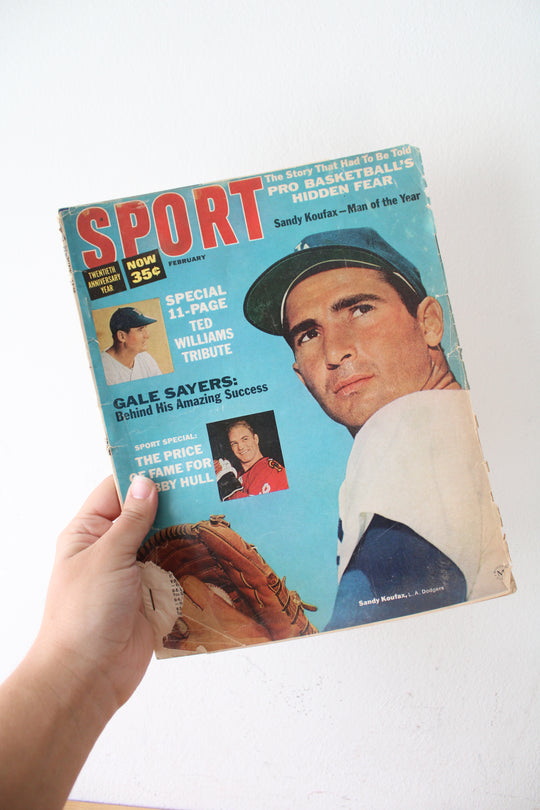 The Story That Had To Be Told
PRO BASKETBALL'S
HIDDEN FEAR
SPORT
Sandy Koufax—Man of the Year
TWENTIETH
ANNIVERSARY
YEAR
NOW
35¢
FEBRUARY
SPECIAL
11-PAGE
TED
WILLIAMS
TRIBUTE
GALE SAYERS:
Behind His Amazing Success
SPORT SPECIAL:
THE PRICE
OF FAME FOR
BBY HULL
Sandy Koufax, L.A. Dodgers